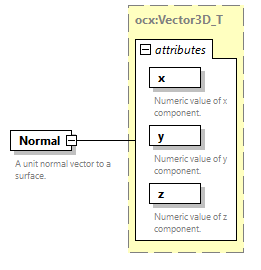 ocx:Vector3D_T
attributes
x
Numeric value of x
component.
Normal
A unit normal vector to a
surface.
y
Numeric value of y
component.
z
Numeric value of z
component.